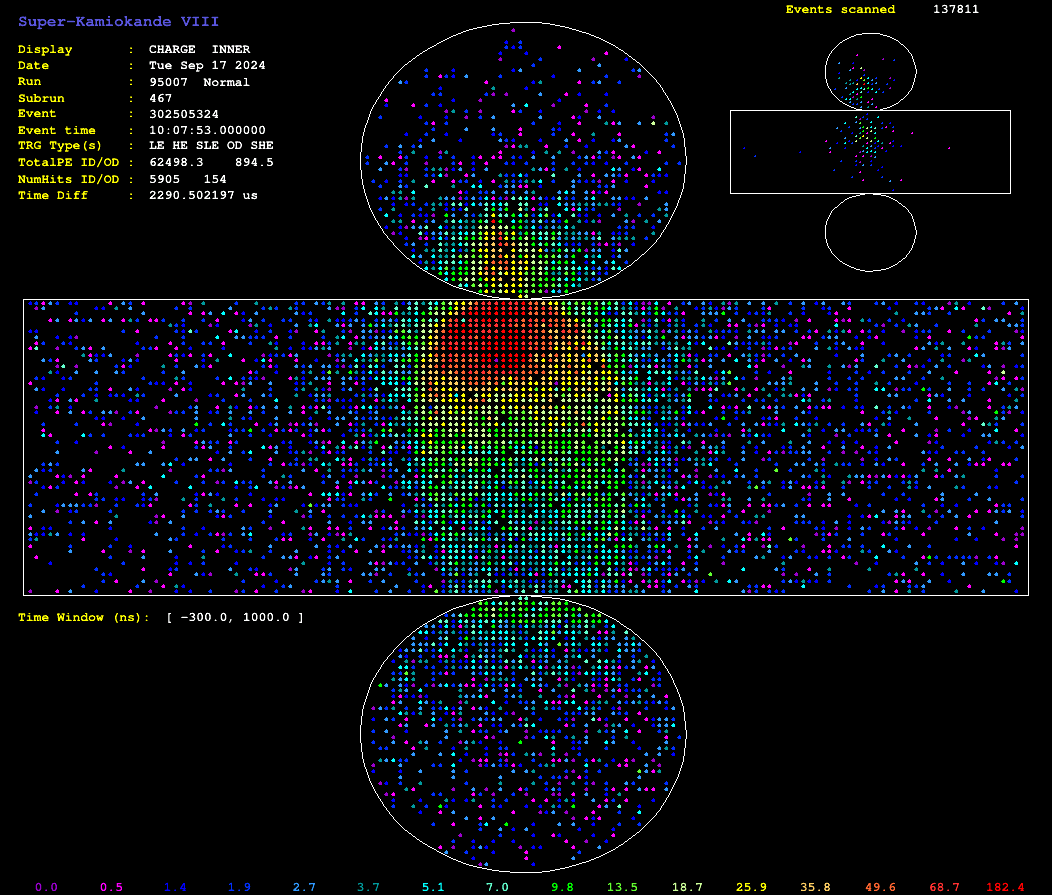 Super-Kamiokande VIII
Events scanned 137811
Display : CHARGE INNER
Date : Tue Sep 17 2024
Run : 95007 Normal
Subrun : 467
Event : 302505324
Event time : 10:07:53.000000
TRG Type(s) : LE HE SLE OD SHE
TotalPE ID/OD : 62498.3 894.5
NumHits ID/OD : 5905 154
Time Diff : 2290.502197 us
Time Window (ns): [ -300.0, 1000.0 ]
0.0 0.5 1.4 1.9 2.7 3.7 5.1 7.0 9.8 13.5 18.7 25.9 35.8 49.6 68.7 182.4